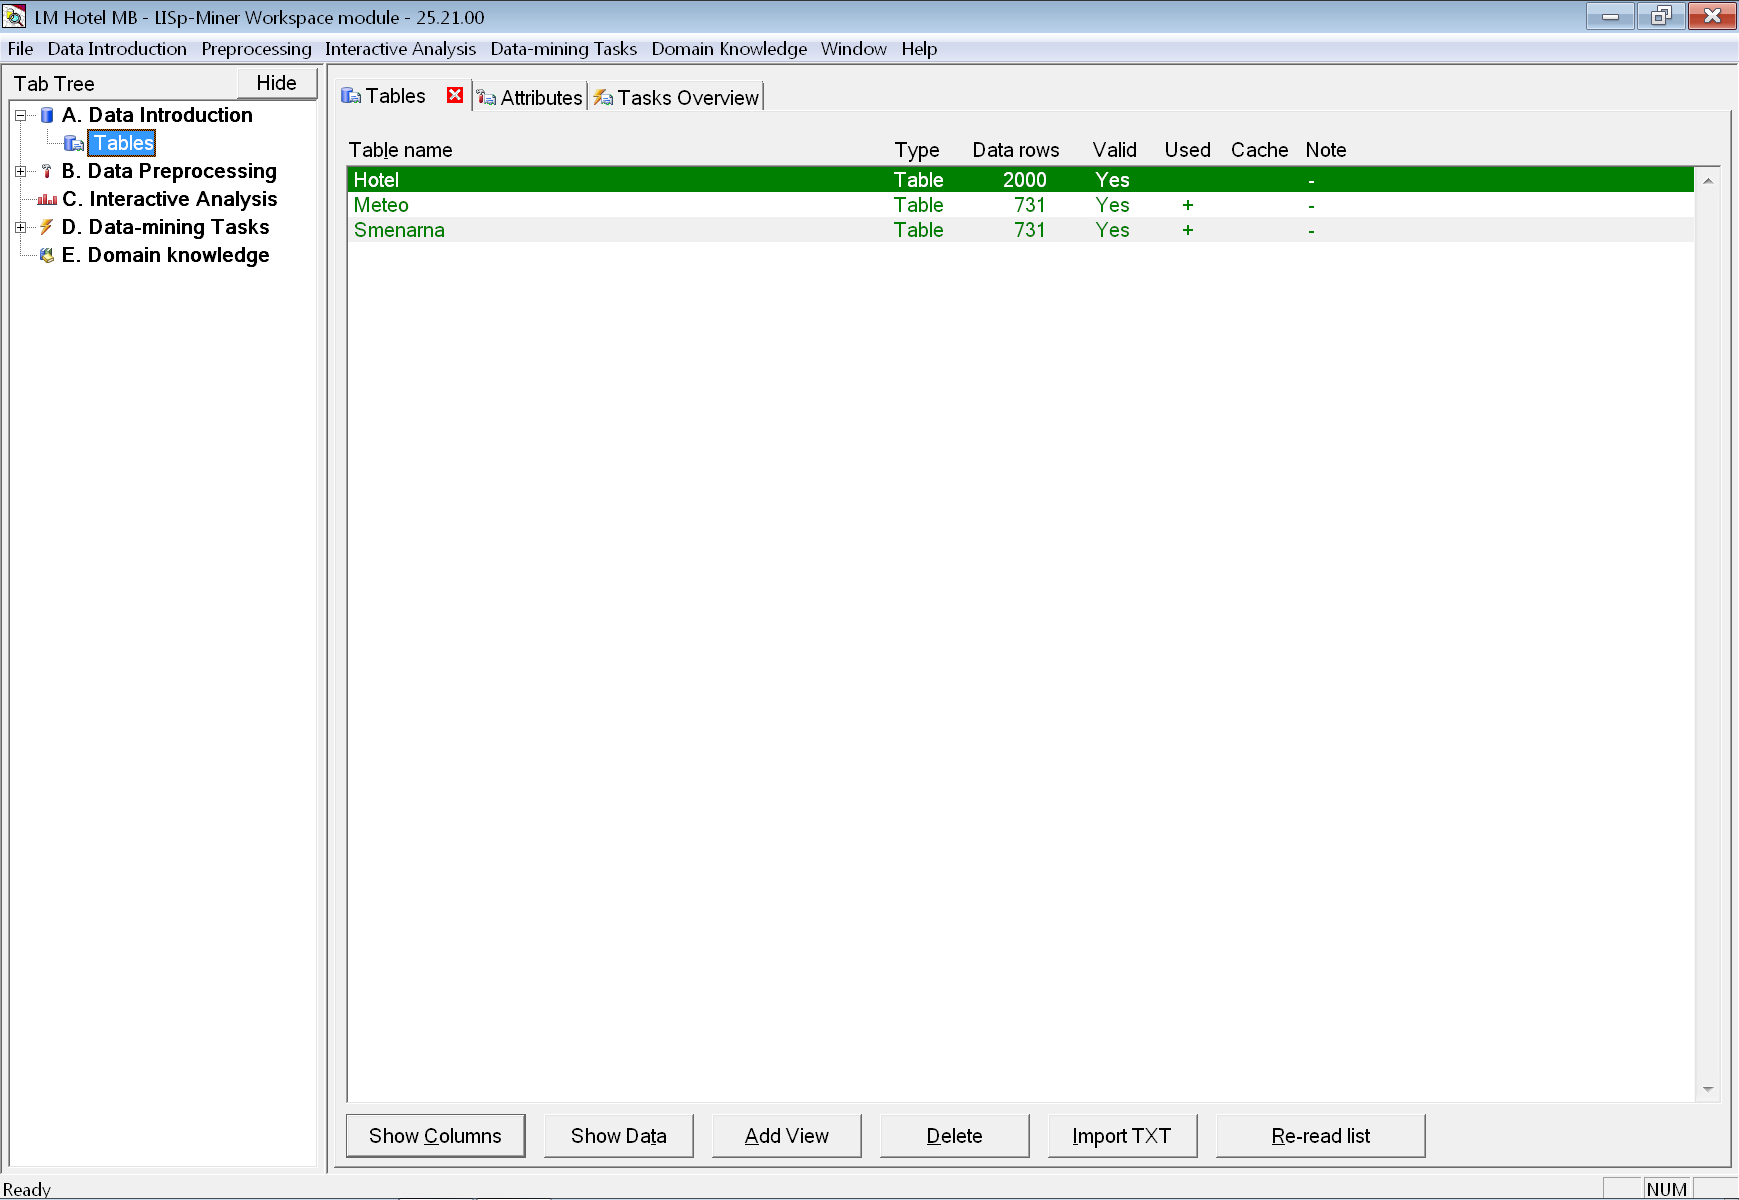 LM Hotel MB - LISp-Miner Workspace module - 25.21.00
File Data Introduction Preprocessing Interactive Analysis Data-mining Tasks Domain Knowledge Window Help
Tab Tree Hide
A. Data Introduction
Tables
B. Data Preprocessing
C. Interactive Analysis
D. Data-mining Tasks
E. Domain knowledge
Tables Attributes Tasks Overview
Table name Type Data rows Valid Used Cache Note
Hotel Table 2000 Yes -
Meteo Table 731 Yes + -
Smenarna Table 731 Yes + -
Show Columns Show Data Add View Delete Import TXT Re-read list
Ready NUM